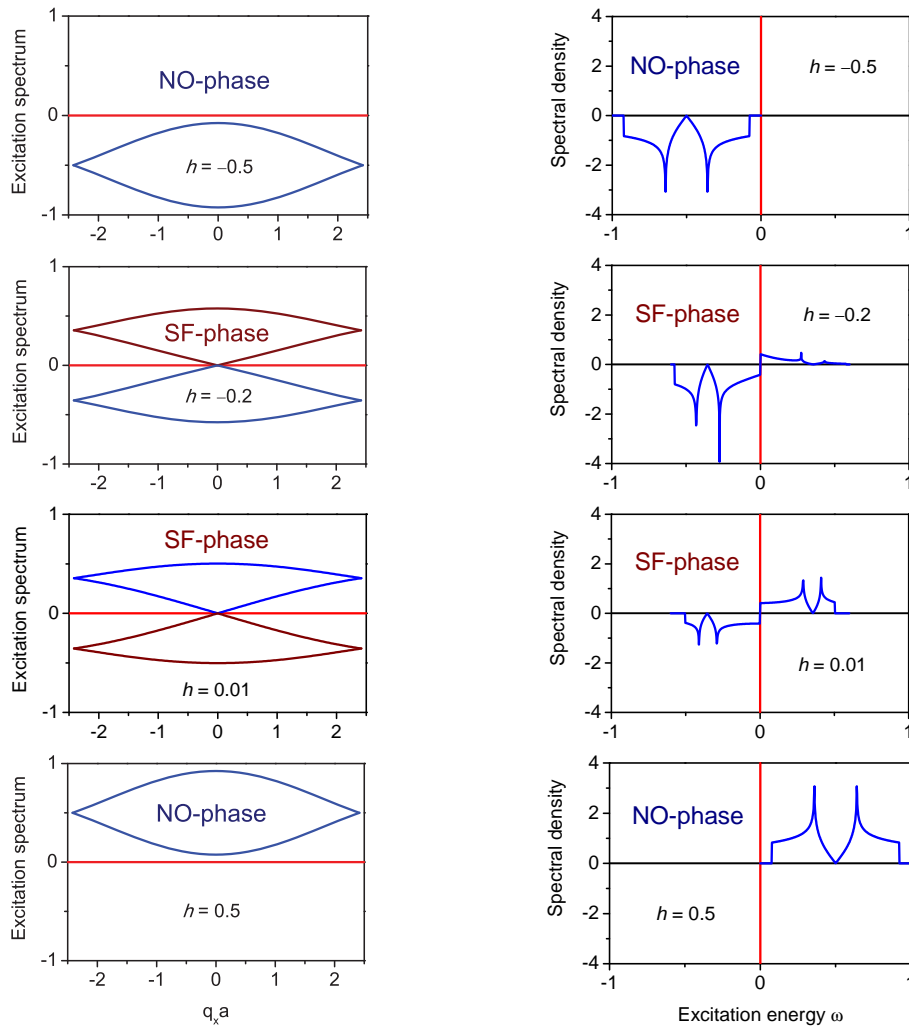 Excitation spectrum
1
0
-1
NO-phase
h = −0.5
-2 -1 0 1 2
Spectral density
4
2
0
-2
-4
NO-phase
h = −0.5
-1 0 1
Excitation spectrum
1
0
-1
SF-phase
h = −0.2
-2 -1 0 1 2
Spectral density
4
2
0
-2
-4
SF-phase
h = −0.2
-1 0 1
Excitation spectrum
1
0
-1
SF-phase
h = 0.01
-2 -1 0 1 2
Spectral density
4
2
0
-2
-4
SF-phase
h = 0.01
-1 0 1
Excitation spectrum
1
0
-1
NO-phase
h = 0.5
-2 -1 0 1 2
qₓa
Spectral density
4
2
0
-2
-4
NO-phase
h = 0.5
-1 0 1
Excitation energy ω